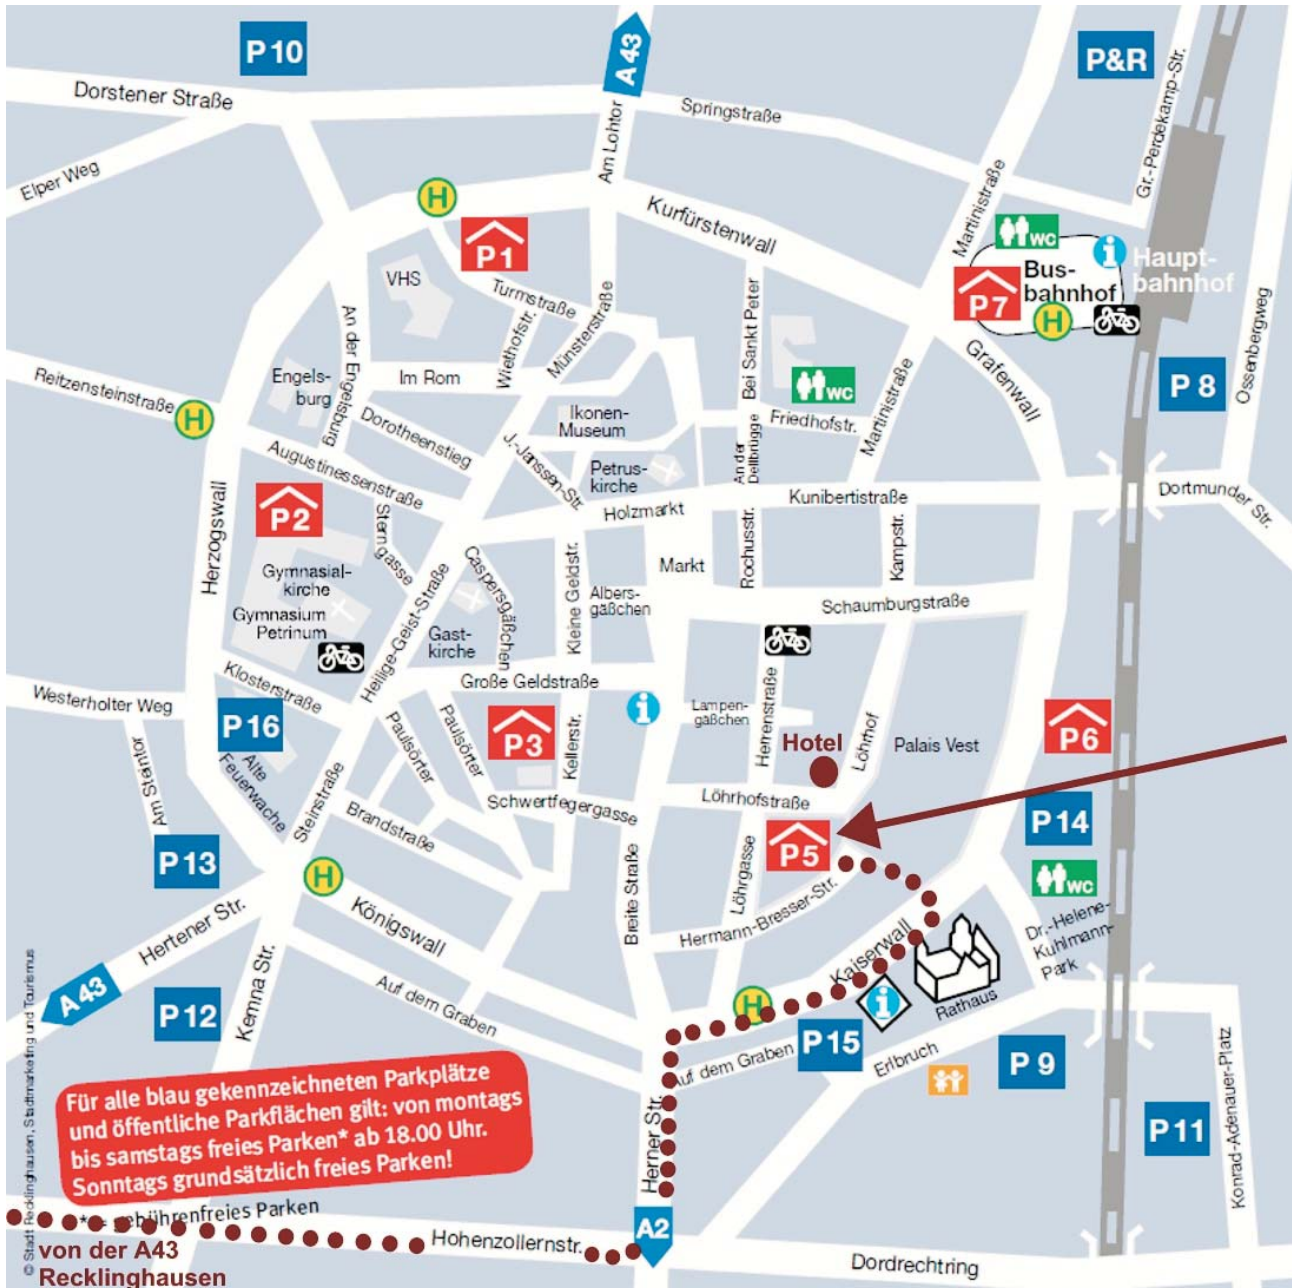 P10
A 43
P&R
Dorstener Straße
Springstraße
Gr.-Perdekamp-Str.
Elper Weg
Am Lohtor
Martinistraße
H
P1
Kurfürstenwall
WC
i
Haupt-
bahnhof
Bus-
bahnhof
P7
H
VHS
Turmstraße
Münsterstraße
Bei Sankt Peter
Ossenbergweg
An der Engelsburg
Wiethofstr.
Grafenwall
P 8
Reitzensteinstraße
H
Engels-
burg
Im Rom
WC
Martinistraße
Dorotheenstieg
Ikonen-
Museum
Friedhofstr.
Augustinessenstraße
J.-Janssen-Str.
Petrus-
kirche
An der
Dellbrügge
Kunibertistraße
Dortmunder Str.
P2
Sterngasse
Holzmarkt
Herzogswall
Markt
Rochusstr.
Kampstr.
Gymnasial-
kirche
Gymnasium
Petrinum
Caspersgäßchen
Kleine Geldstr.
Albers-
gäßchen
Schaumburgstraße
Gast-
kirche
Heilige-Geist-Straße
Klosterstraße
Große Geldstraße
Westerholter Weg
P16
i
Lampen-
gäßchen
Herrenstraße
Löhrhof
Palais Vest
P6
Paulsörter
Paulsörter
P3
Kellerstr.
Hotel
Am Steintor
Alte
Feuerwache
Steinstraße
Schwertfegergasse
Löhrhofstraße
P14
Brandstraße
P5
P13
H
Breite Straße
Löhrgasse
WC
Hertener Str.
Königswall
Hermann-Bresser-Str.
Dr.-Helene-
Kuhlmann-
Park
Kaiserwall
A 43
Kemna Str.
Auf dem Graben
H
i
Rathaus
P12
P15
Auf dem Graben
Erlbruch
P 9
Konrad-Adenauer-Platz
Für alle blau gekennzeichneten Parkplätze
und öffentliche Parkflächen gilt: von montags
bis samstags freies Parken* ab 18.00 Uhr.
Sonntags grundsätzlich freies Parken!
Herner Str.
P11
*= gebührenfreies Parken
A2
Hohenzollernstr.
Dordrechtring
von der A43
Recklinghausen
© Stadt Recklinghausen, Stadtmarketing und Tourismus